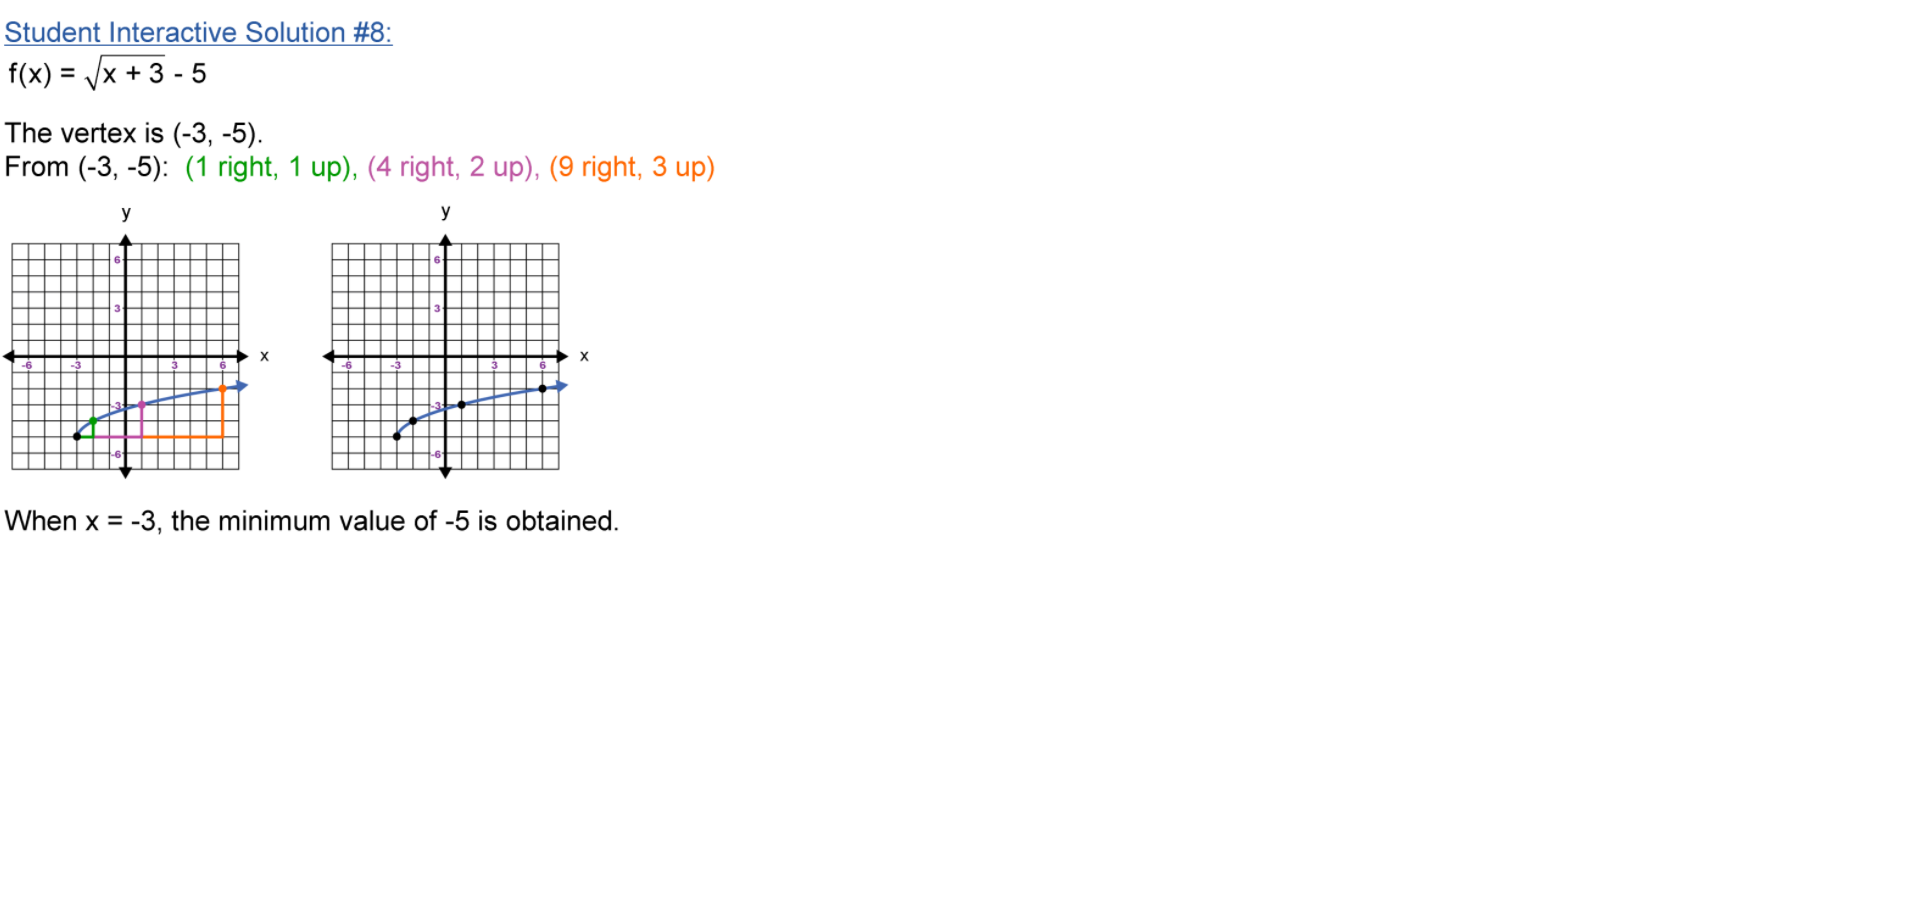 Student Interactive Solution #8:
f(x) = √x + 3 - 5
The vertex is (-3, -5).
From (-3, -5): (1 right, 1 up), (4 right, 2 up), (9 right, 3 up)
y y
6 6
3 3
x x
-6 -3 3 6 -6 -3 3 6
-3 -3
-6 -6
When x = -3, the minimum value of -5 is obtained.